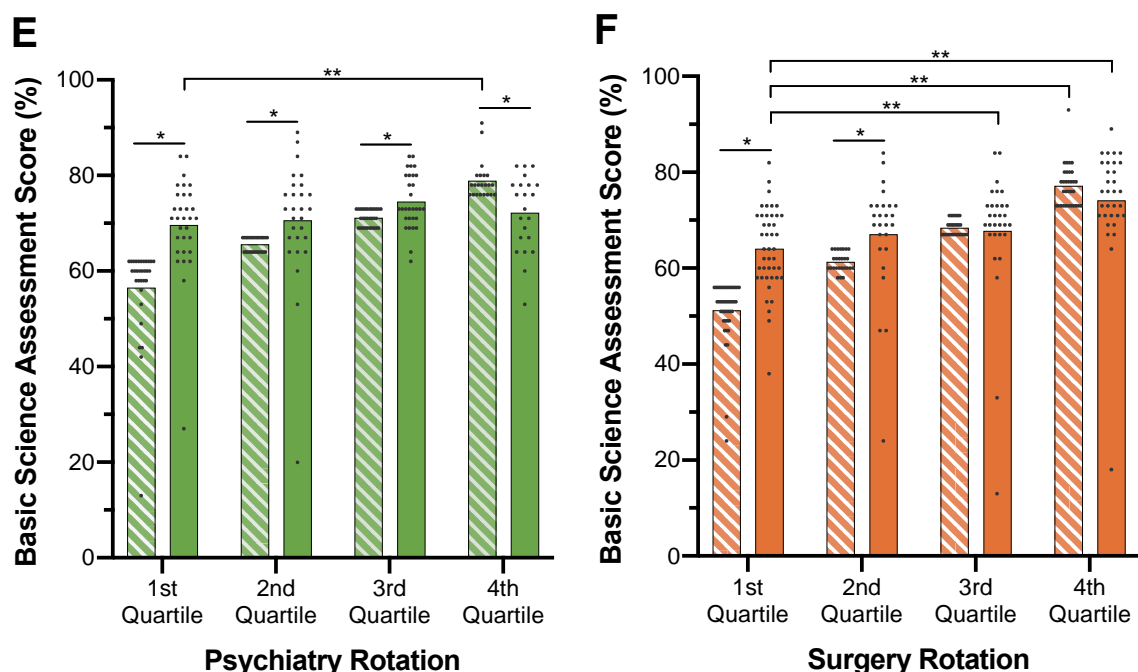 E
Basic Science Assessment Score (%)
100
80
60
40
20
0
**
*
*
*
*
1st
Quartile
2nd
Quartile
3rd
Quartile
4th
Quartile
Psychiatry Rotation
F
Basic Science Assessment Score (%)
100
80
60
40
20
0
**
**
**
*
*
1st
Quartile
2nd
Quartile
3rd
Quartile
4th
Quartile
Surgery Rotation